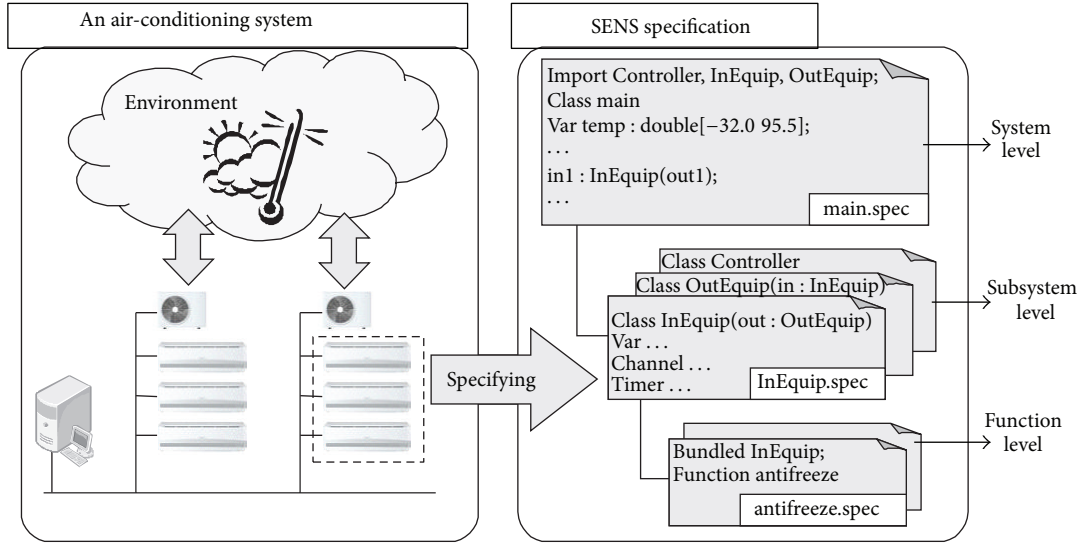 An air-conditioning system
Environment
SENS specification
Import Controller, InEquip, OutEquip;
Class main
Var temp : double[−32.0 95.5];
. . .
in1 : InEquip(out1);
. . .
main.spec
System
level
Class Controller
Class OutEquip(in : InEquip)
Class InEquip(out : OutEquip)
Var . . .
Channel . . .
Timer . . .
InEquip.spec
Subsystem
level
Specifying
Bundled InEquip;
Function antifreeze
antifreeze.spec
Function
level